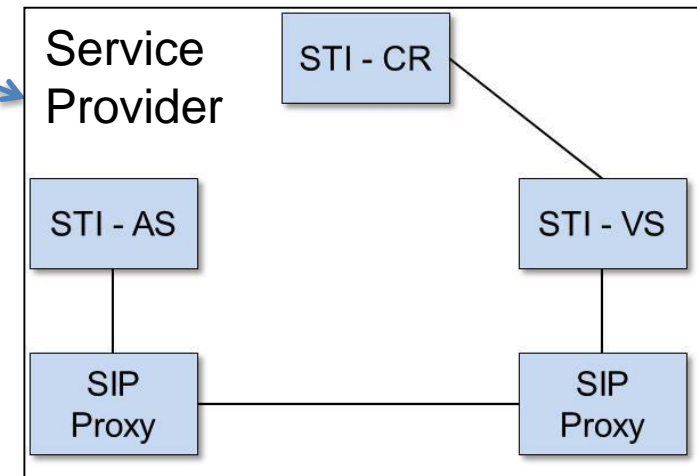 Service
Provider
STI - CR
STI - AS
STI - VS
SIP
Proxy
SIP
Proxy